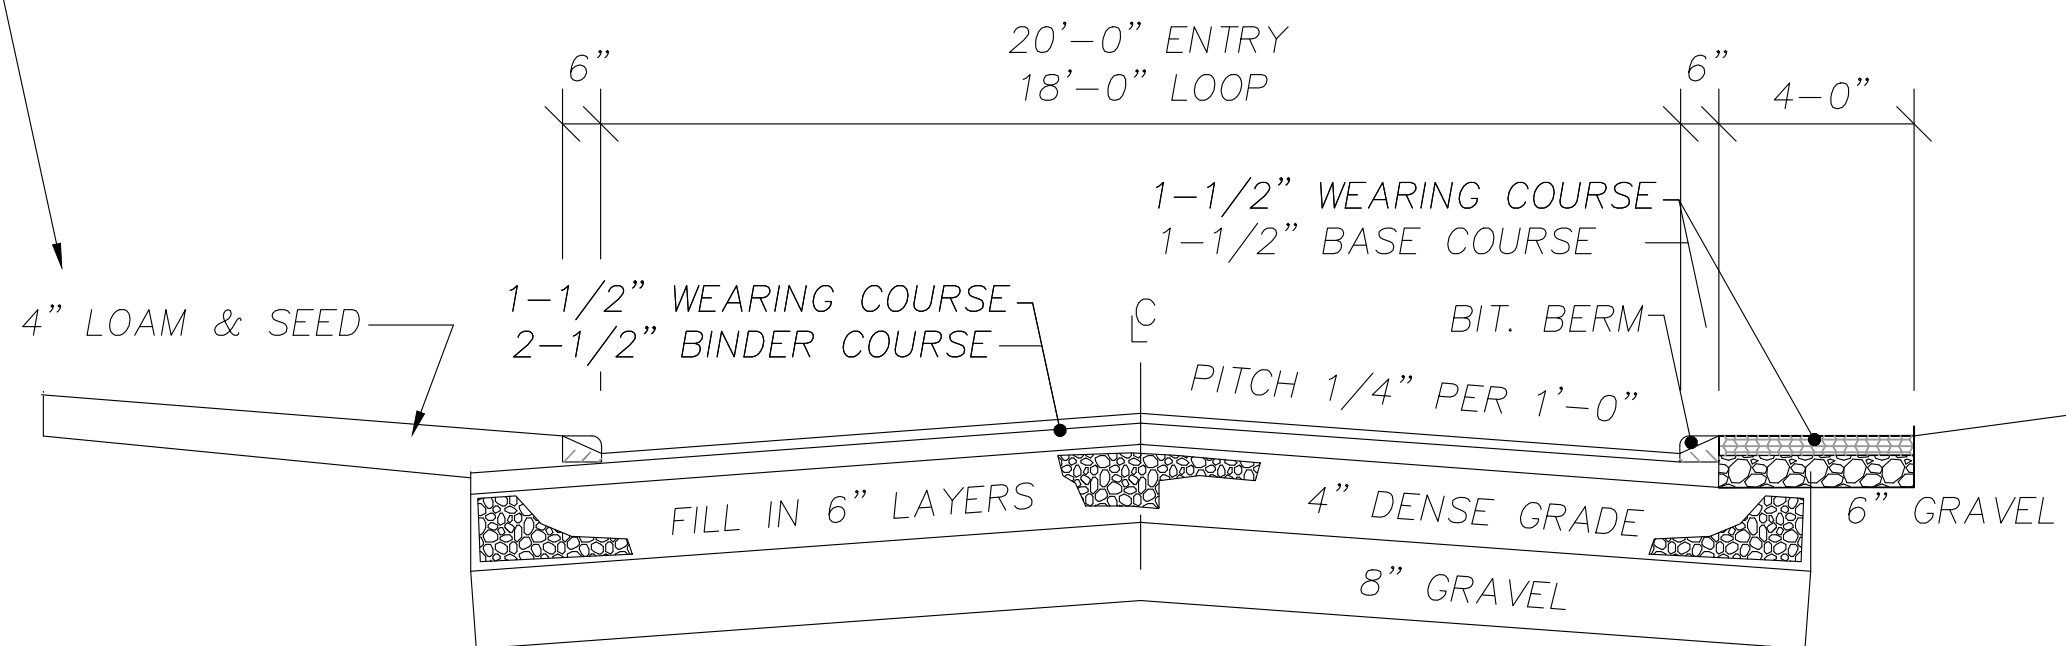 20'-0" ENTRY
18'-0" LOOP
6"
6"
4-0"
1-1/2" WEARING COURSE
1-1/2" BASE COURSE
1-1/2" WEARING COURSE
2-1/2" BINDER COURSE
4" LOAM & SEED
BIT. BERM
CL
PITCH 1/4" PER 1'-0"
FILL IN 6" LAYERS
4" DENSE GRADE
6" GRAVEL
8" GRAVEL